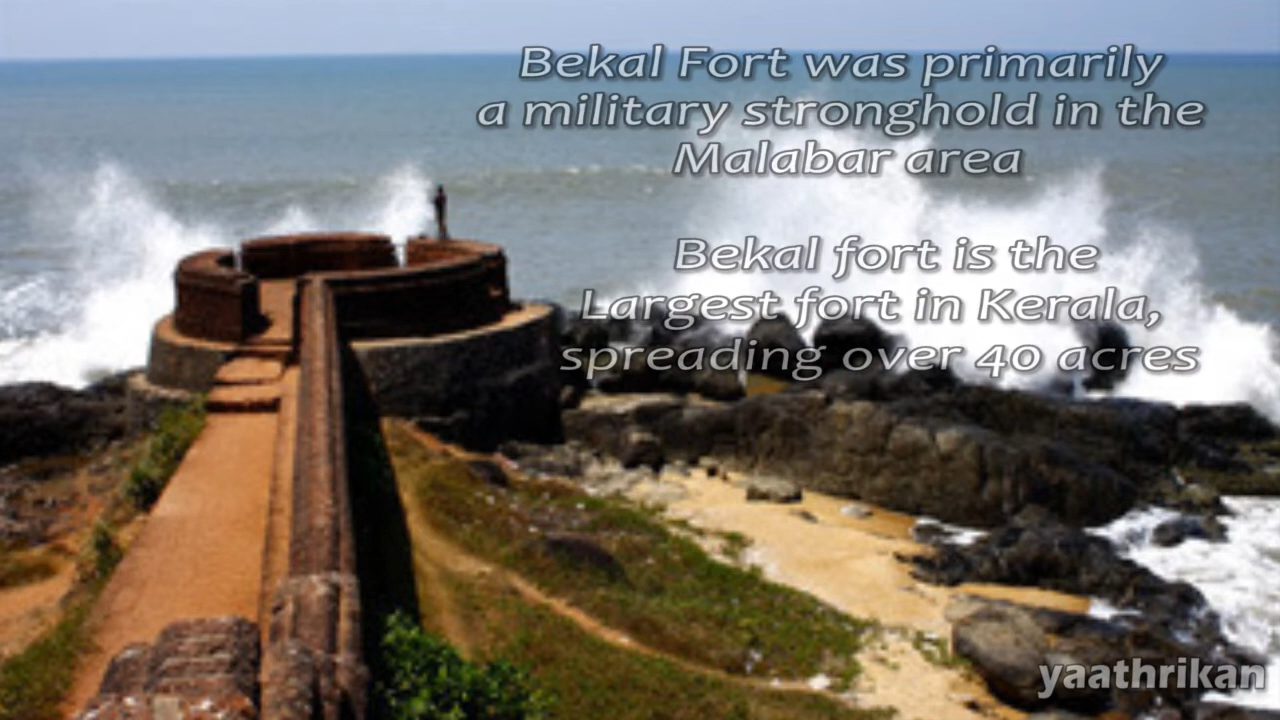 Bekal Fort was primarily
a military stronghold in the
Malabar area
Bekal fort is the
Largest fort in Kerala,
spreading over 40 acres
yaathrikan